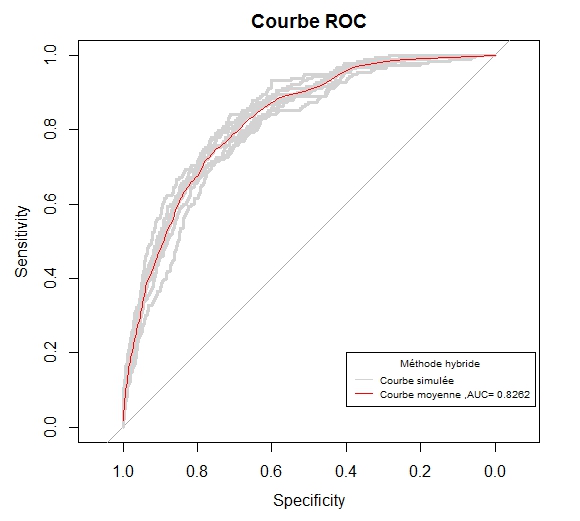 Courbe ROC
Sensitivity
1.0
0.8
0.6
0.4
0.2
0.0
Méthode hybride
Courbe simulée
Courbe moyenne ,AUC= 0.8262
1.0 0.8 0.6 0.4 0.2 0.0
Specificity